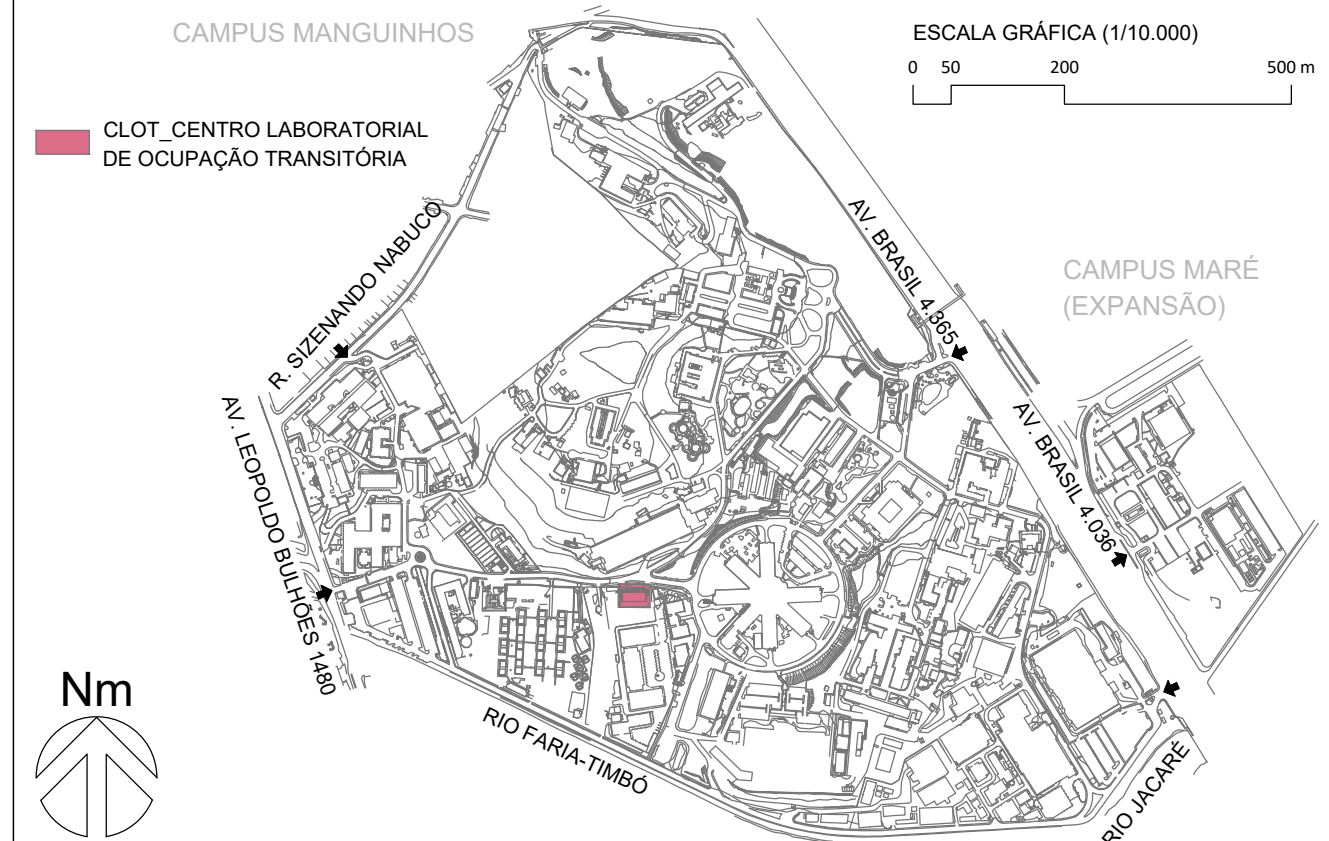 CAMPUS MANGUINHOS
ESCALA GRÁFICA (1/10.000)
0 50 200 500 m
CLOT_CENTRO LABORATORIAL
DE OCUPAÇÃO TRANSITÓRIA
R. SIZENANDO NABUCO
AV. BRASIL 4.365
CAMPUS MARÉ
(EXPANSÃO)
AV. LEOPOLDO BULHÕES 1480
AV. BRASIL 4.036
Nm
RIO FARIA-TIMBÓ
RIO JACARÉ